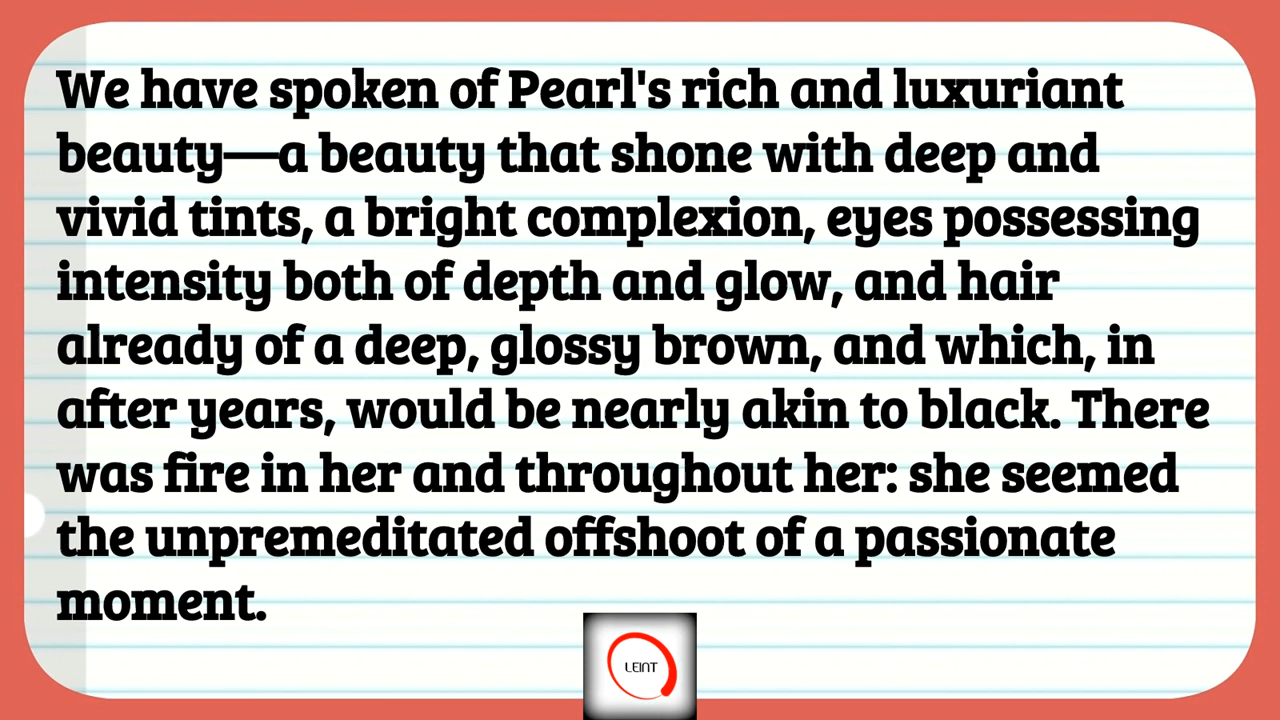 We have spoken of Pearl's rich and luxuriant
beauty—a beauty that shone with deep and
vivid tints, a bright complexion, eyes possessing
intensity both of depth and glow, and hair
already of a deep, glossy brown, and which, in
after years, would be nearly akin to black. There
was fire in her and throughout her: she seemed
the unpremeditated offshoot of a passionate
moment.
LEINT